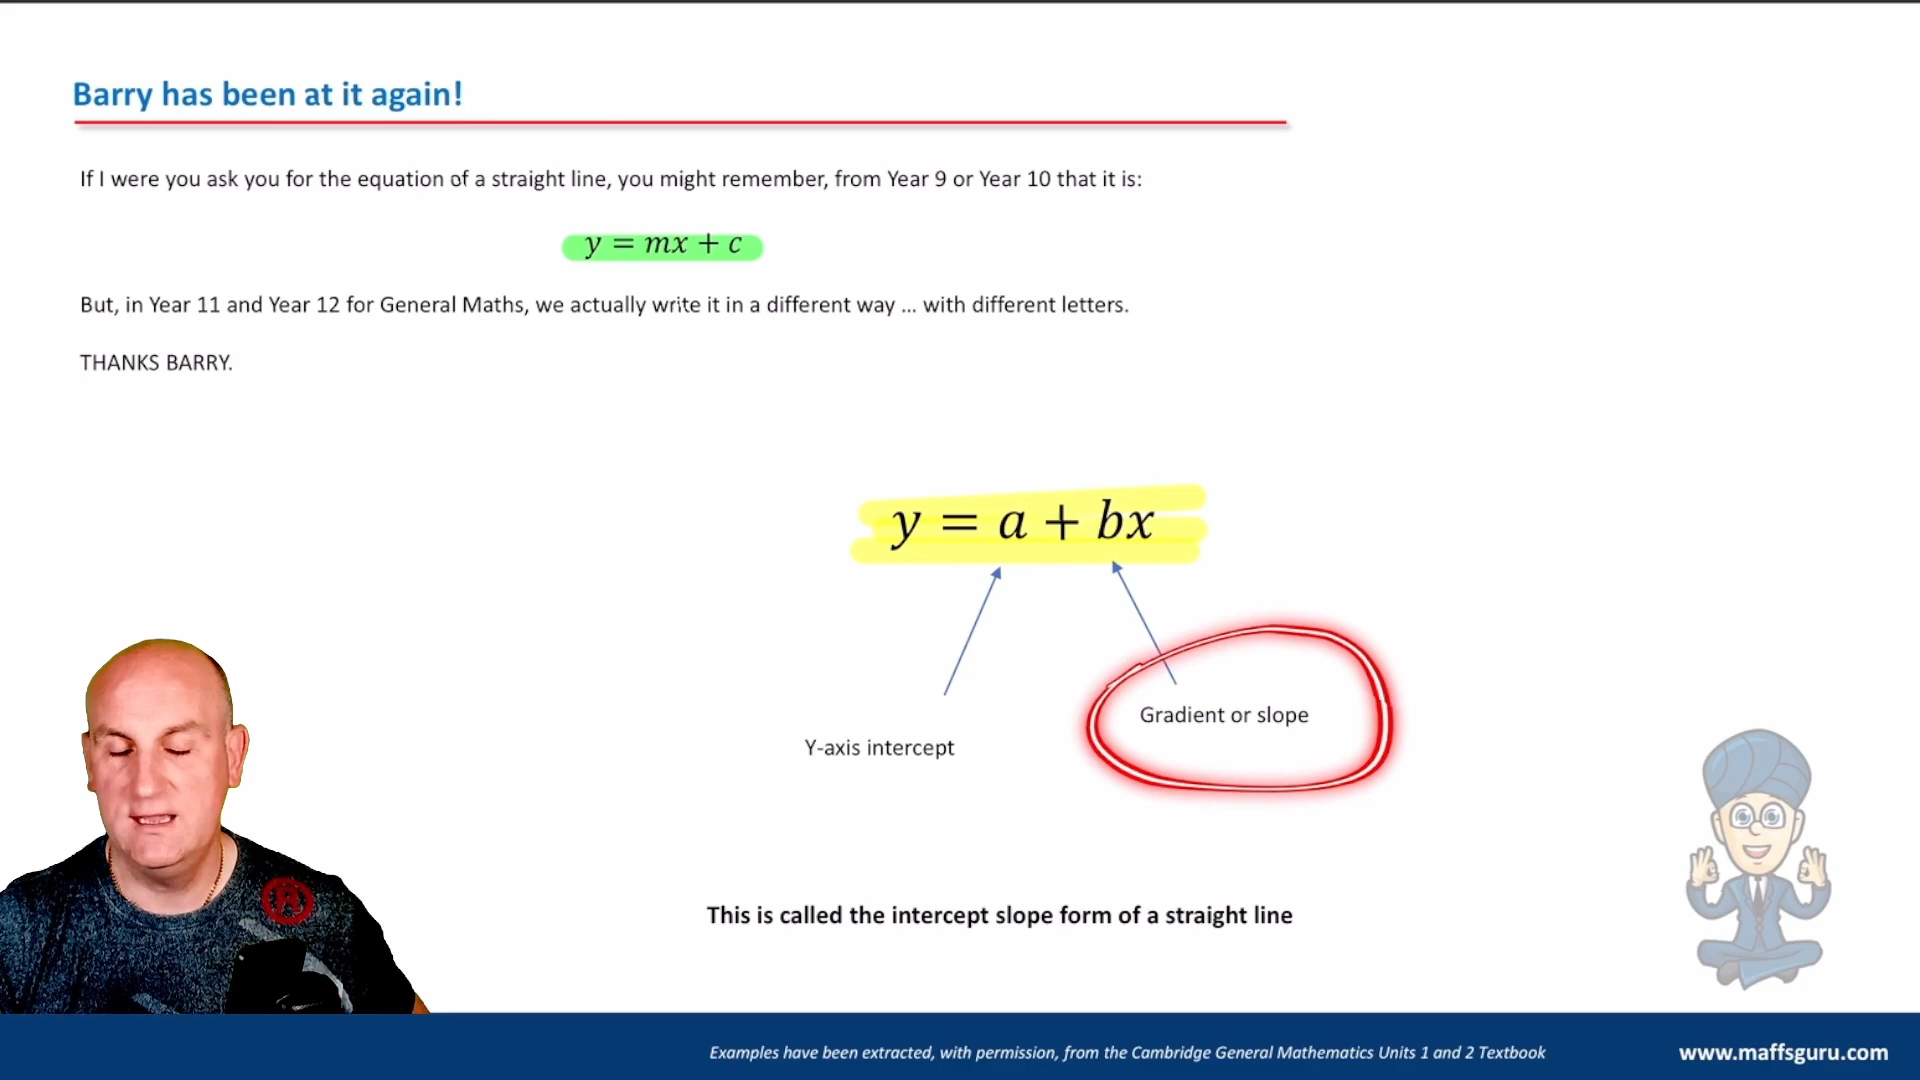 Barry has been at it again!
If I were you ask you for the equation of a straight line, you might remember, from Year 9 or Year 10 that it is:
y = mx + c
But, in Year 11 and Year 12 for General Maths, we actually write it in a different way ... with different letters.
THANKS BARRY.
y = a + bx
Gradient or slope
Y-axis intercept
This is called the intercept slope form of a straight line
Examples have been extracted, with permission, from the Cambridge General Mathematics Units 1 and 2 Textbook
www.maffsguru.com